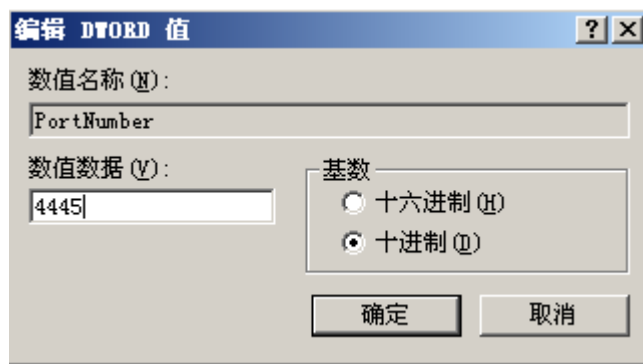 编辑 DWORD 值
数值名称(N):
PortNumber
数值数据(V):
4445
基数
十六进制(H)
十进制(D)
确定
取消